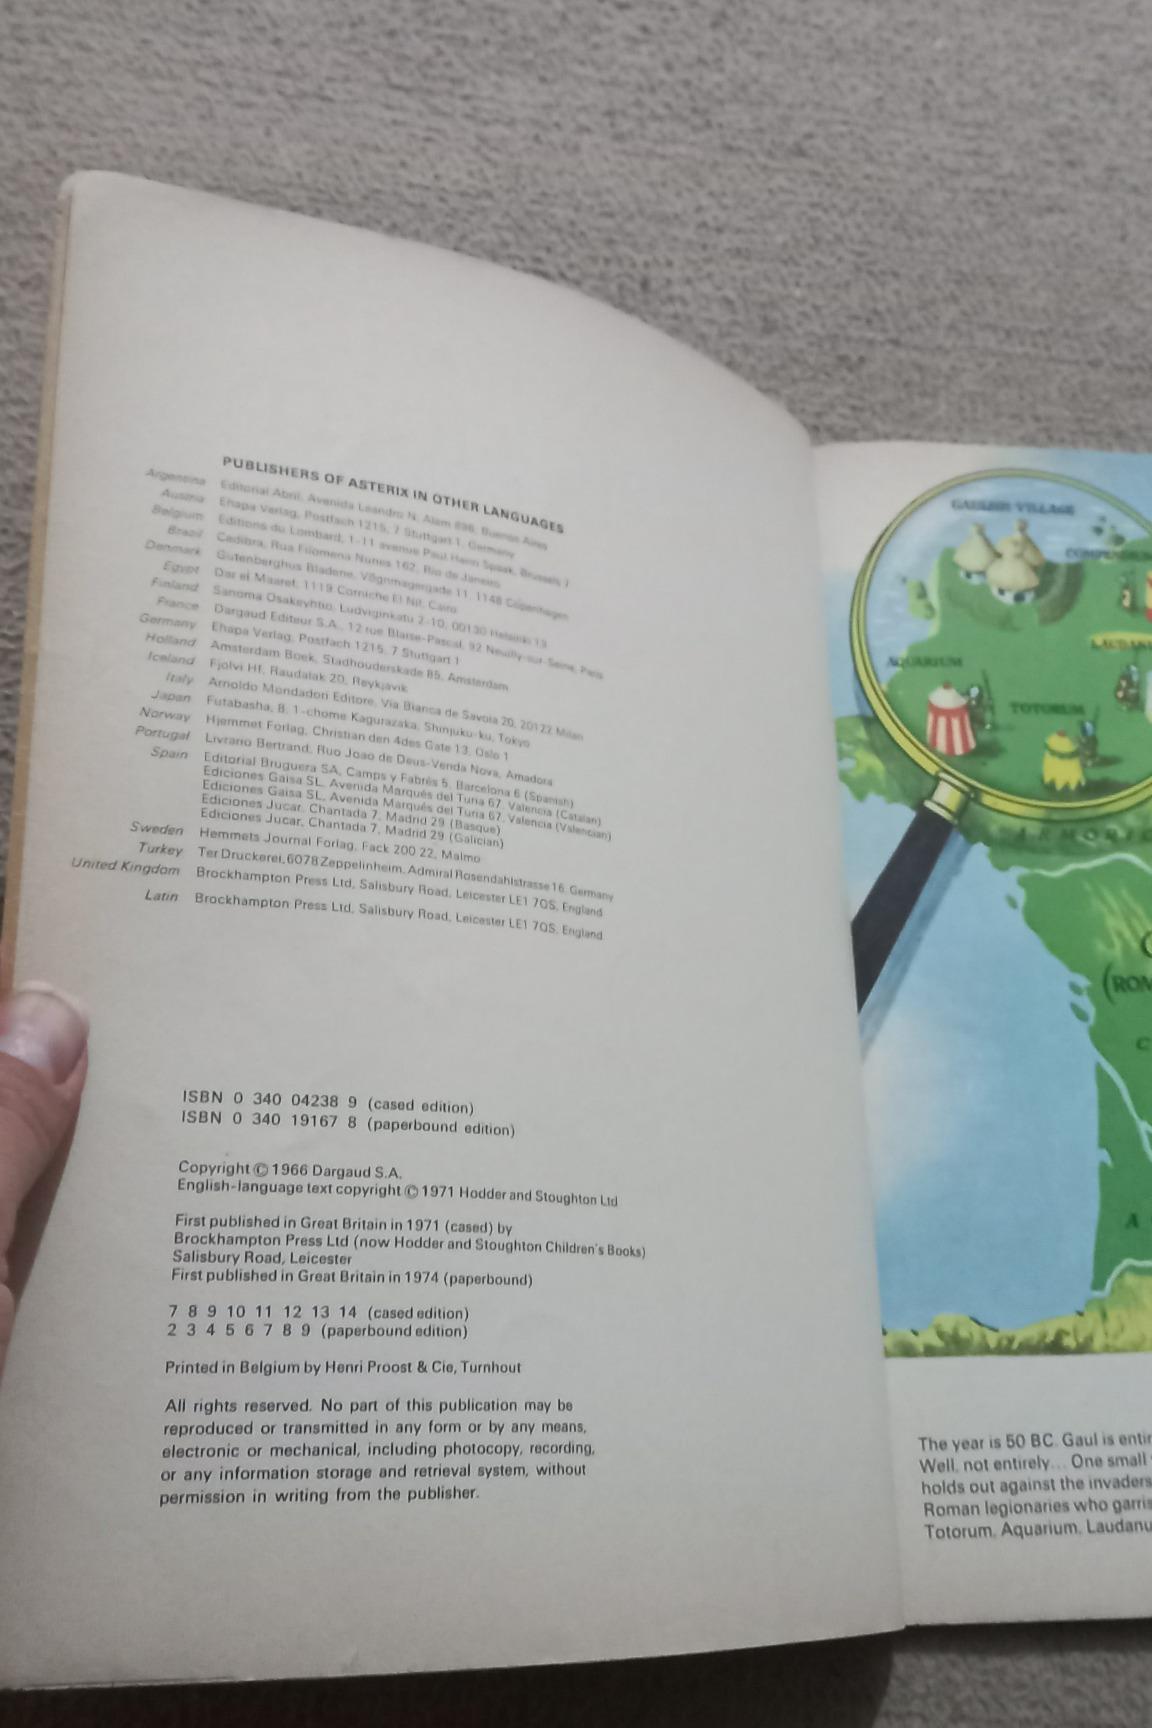 PUBLISHERS OF ASTERIX IN OTHER LANGUAGES
Argentina Editorial Abril, Avenida Leandro N. Alem 896, Buenos Aires
Austria Ehapa Verlag, Postfach 1215, 7 Stuttgart 1, Germany
Belgium Editions du Lombard, 1-11 avenue Paul Henri Spaak, Brussels 7
Brazil Cedibra, Rua Filomena Nunes 162, Rio de Janeiro
Denmark Gutenberghus Bladene, Vognmagergade 11, 1148 Copenhagen
Egypt Dar el Maaref, 1119 Corniche El Nil, Cairo
Finland Sanoma Osakeyhtio, Ludviginkatu 2-10, 00130 Helsinki 13
France Dargaud Editeur S.A., 12 rue Blaise-Pascal, 92 Neuilly-sur-Seine, Paris
Germany Ehapa Verlag, Postfach 1215, 7 Stuttgart 1
Holland Amsterdam Boek, Stadhouderskade 85, Amsterdam
Iceland Fjolvi Hf, Raudalak 20, Reykjavik
Italy Arnoldo Mondadori Editore, Via Bianca de Savoia 20, 20122 Milan
Japan Futabasha, 8, 1-chome Kagurazaka, Shinjuku-ku, Tokyo
Norway Hjemmet Forlag, Christian den 4des Gate 13, Oslo 1
Portugal Livrario Bertrand, Ruo Joao de Deus-Venda Nova, Amadora
Spain Editorial Bruguera SA, Camps y Fabrés 5, Barcelona 6 (Spanish)
Ediciones Gaisa SL, Avenida Marqués del Turia 67, Valencia (Catalan)
Ediciones Gaisa SL, Avenida Marqués del Turia 67, Valencia (Valencian)
Ediciones Jucar, Chantada 7, Madrid 29 (Basque)
Ediciones Jucar, Chantada 7, Madrid 29 (Galician)
Sweden Hemmets Journal Forlag, Fack 200 22, Malmo
Turkey Ter Druckerei, 6078 Zeppelinheim, Admiral Rosendahlstrasse 16, Germany
United Kingdom Brockhampton Press Ltd, Salisbury Road, Leicester LE1 7QS, England
Latin Brockhampton Press Ltd, Salisbury Road, Leicester LE1 7QS, England
ISBN 0 340 04238 9 (cased edition)
ISBN 0 340 19167 8 (paperbound edition)
Copyright © 1966 Dargaud S.A.
English-language text copyright © 1971 Hodder and Stoughton Ltd
First published in Great Britain in 1971 (cased) by
Brockhampton Press Ltd (now Hodder and Stoughton Children's Books)
Salisbury Road, Leicester
First published in Great Britain in 1974 (paperbound)
7 8 9 10 11 12 13 14 (cased edition)
2 3 4 5 6 7 8 9 (paperbound edition)
Printed in Belgium by Henri Proost & Cie, Turnhout
All rights reserved. No part of this publication may be
reproduced or transmitted in any form or by any means,
electronic or mechanical, including photocopy, recording,
or any information storage and retrieval system, without
permission in writing from the publisher.
GAULISH VILLAGE
AQUARIUM
TOTORUM
The year is 50 BC. Gaul is
Well, not entirely... One small
holds out against the invaders
Roman legionaries who
Totorum, Aquarium,